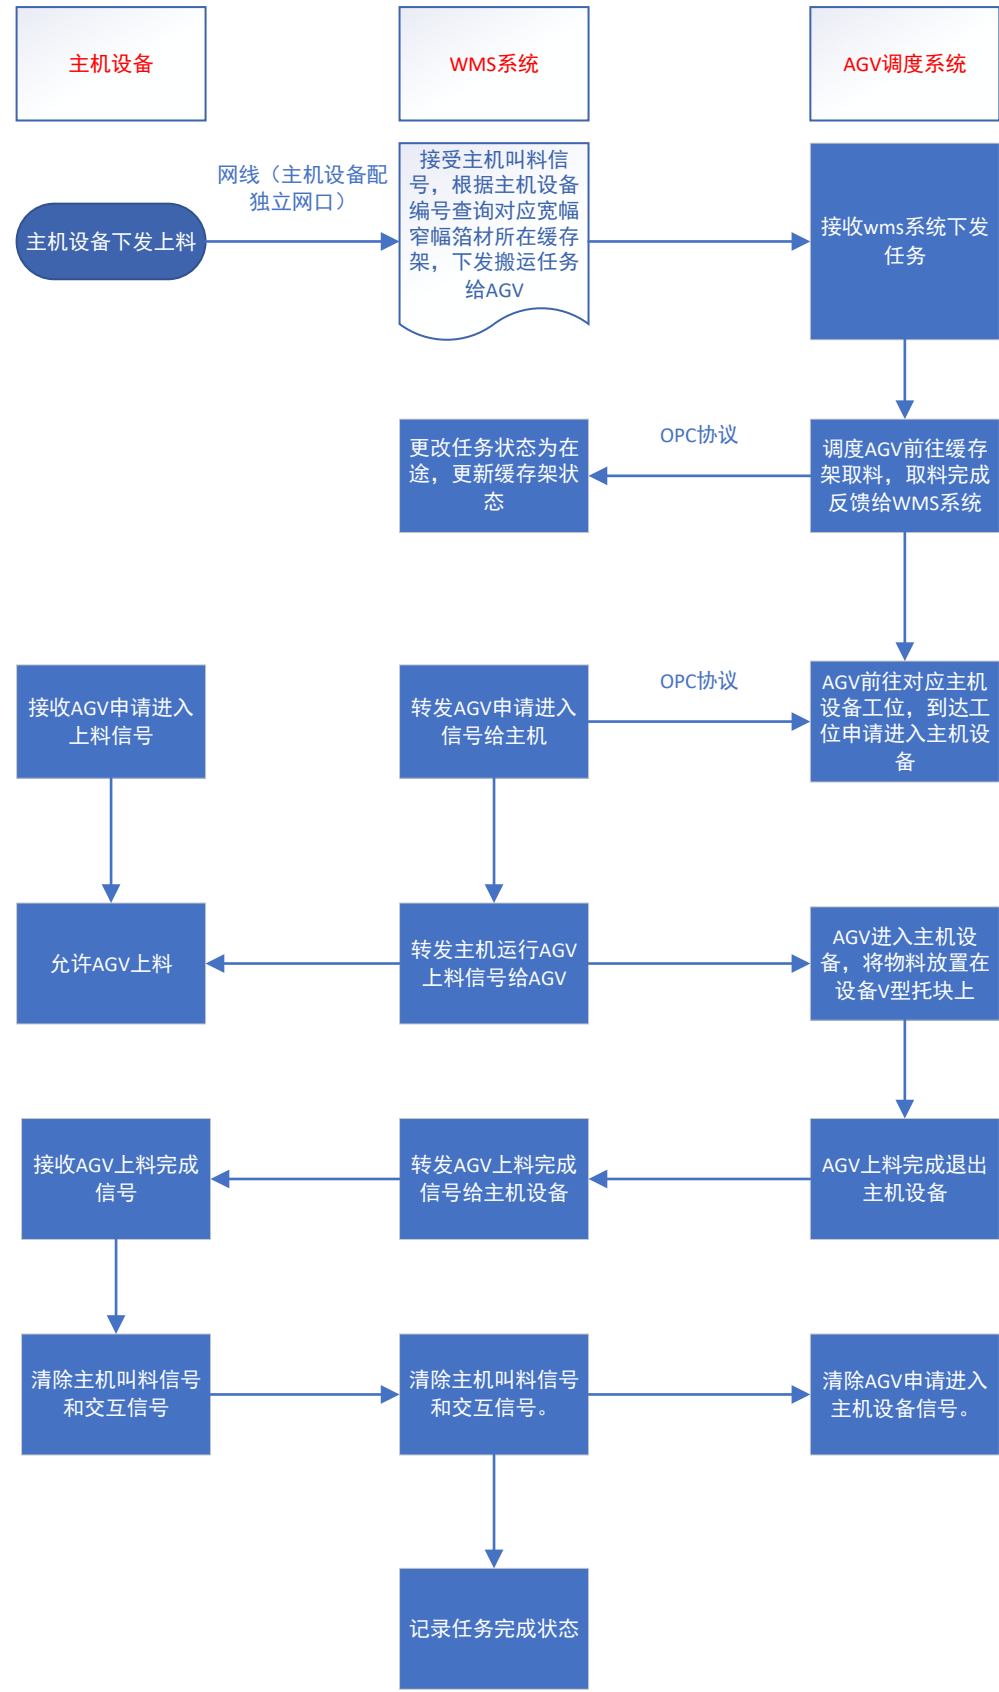 主机设备
WMS系统
AGV调度系统
网线（主机设备配
独立网口）
主机设备下发上料
接受主机叫料信
号，根据主机设备
编号查询对应宽幅
窄幅箔材所在缓存
架，下发搬运任务
给AGV
接收wms系统下发
任务
更改任务状态为在
途，更新缓存架状
态
OPC协议
调度AGV前往缓存
架取料，取料完成
反馈给WMS系统
接收AGV申请进入
上料信号
转发AGV申请进入
信号给主机
OPC协议
AGV前往对应主机
设备工位，到达工
位申请进入主机设
备
允许AGV上料
转发主机运行AGV
上料信号给AGV
AGV进入主机设
备，将物料放置在
设备V型托块上
接收AGV上料完成
信号
转发AGV上料完成
信号给主机设备
AGV上料完成退出
主机设备
清除主机叫料信号
和交互信号
清除主机叫料信号
和交互信号。
清除AGV申请进入
主机设备信号。
记录任务完成状态